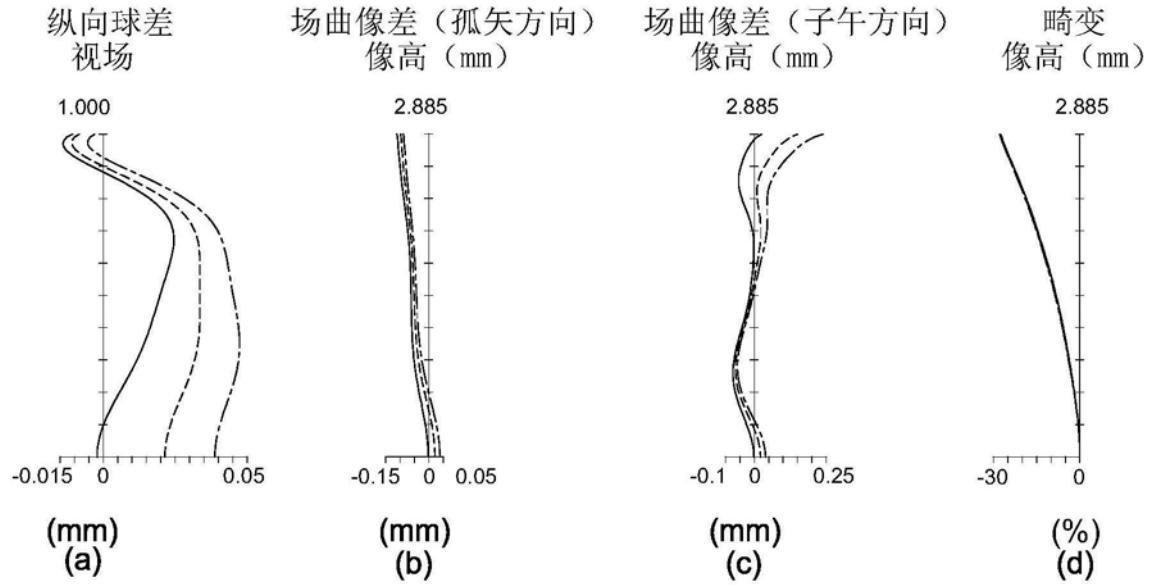 纵向球差
视场
1.000
-0.015 0 0.05
(mm)
(a)
场曲像差（孤矢方向）
像高（mm）
2.885
-0.15 0 0.05
(mm)
(b)
场曲像差（子午方向）
像高（mm）
2.885
-0.1 0 0.25
(mm)
(c)
畸变
像高（mm）
2.885
-30 0
(%)
(d)